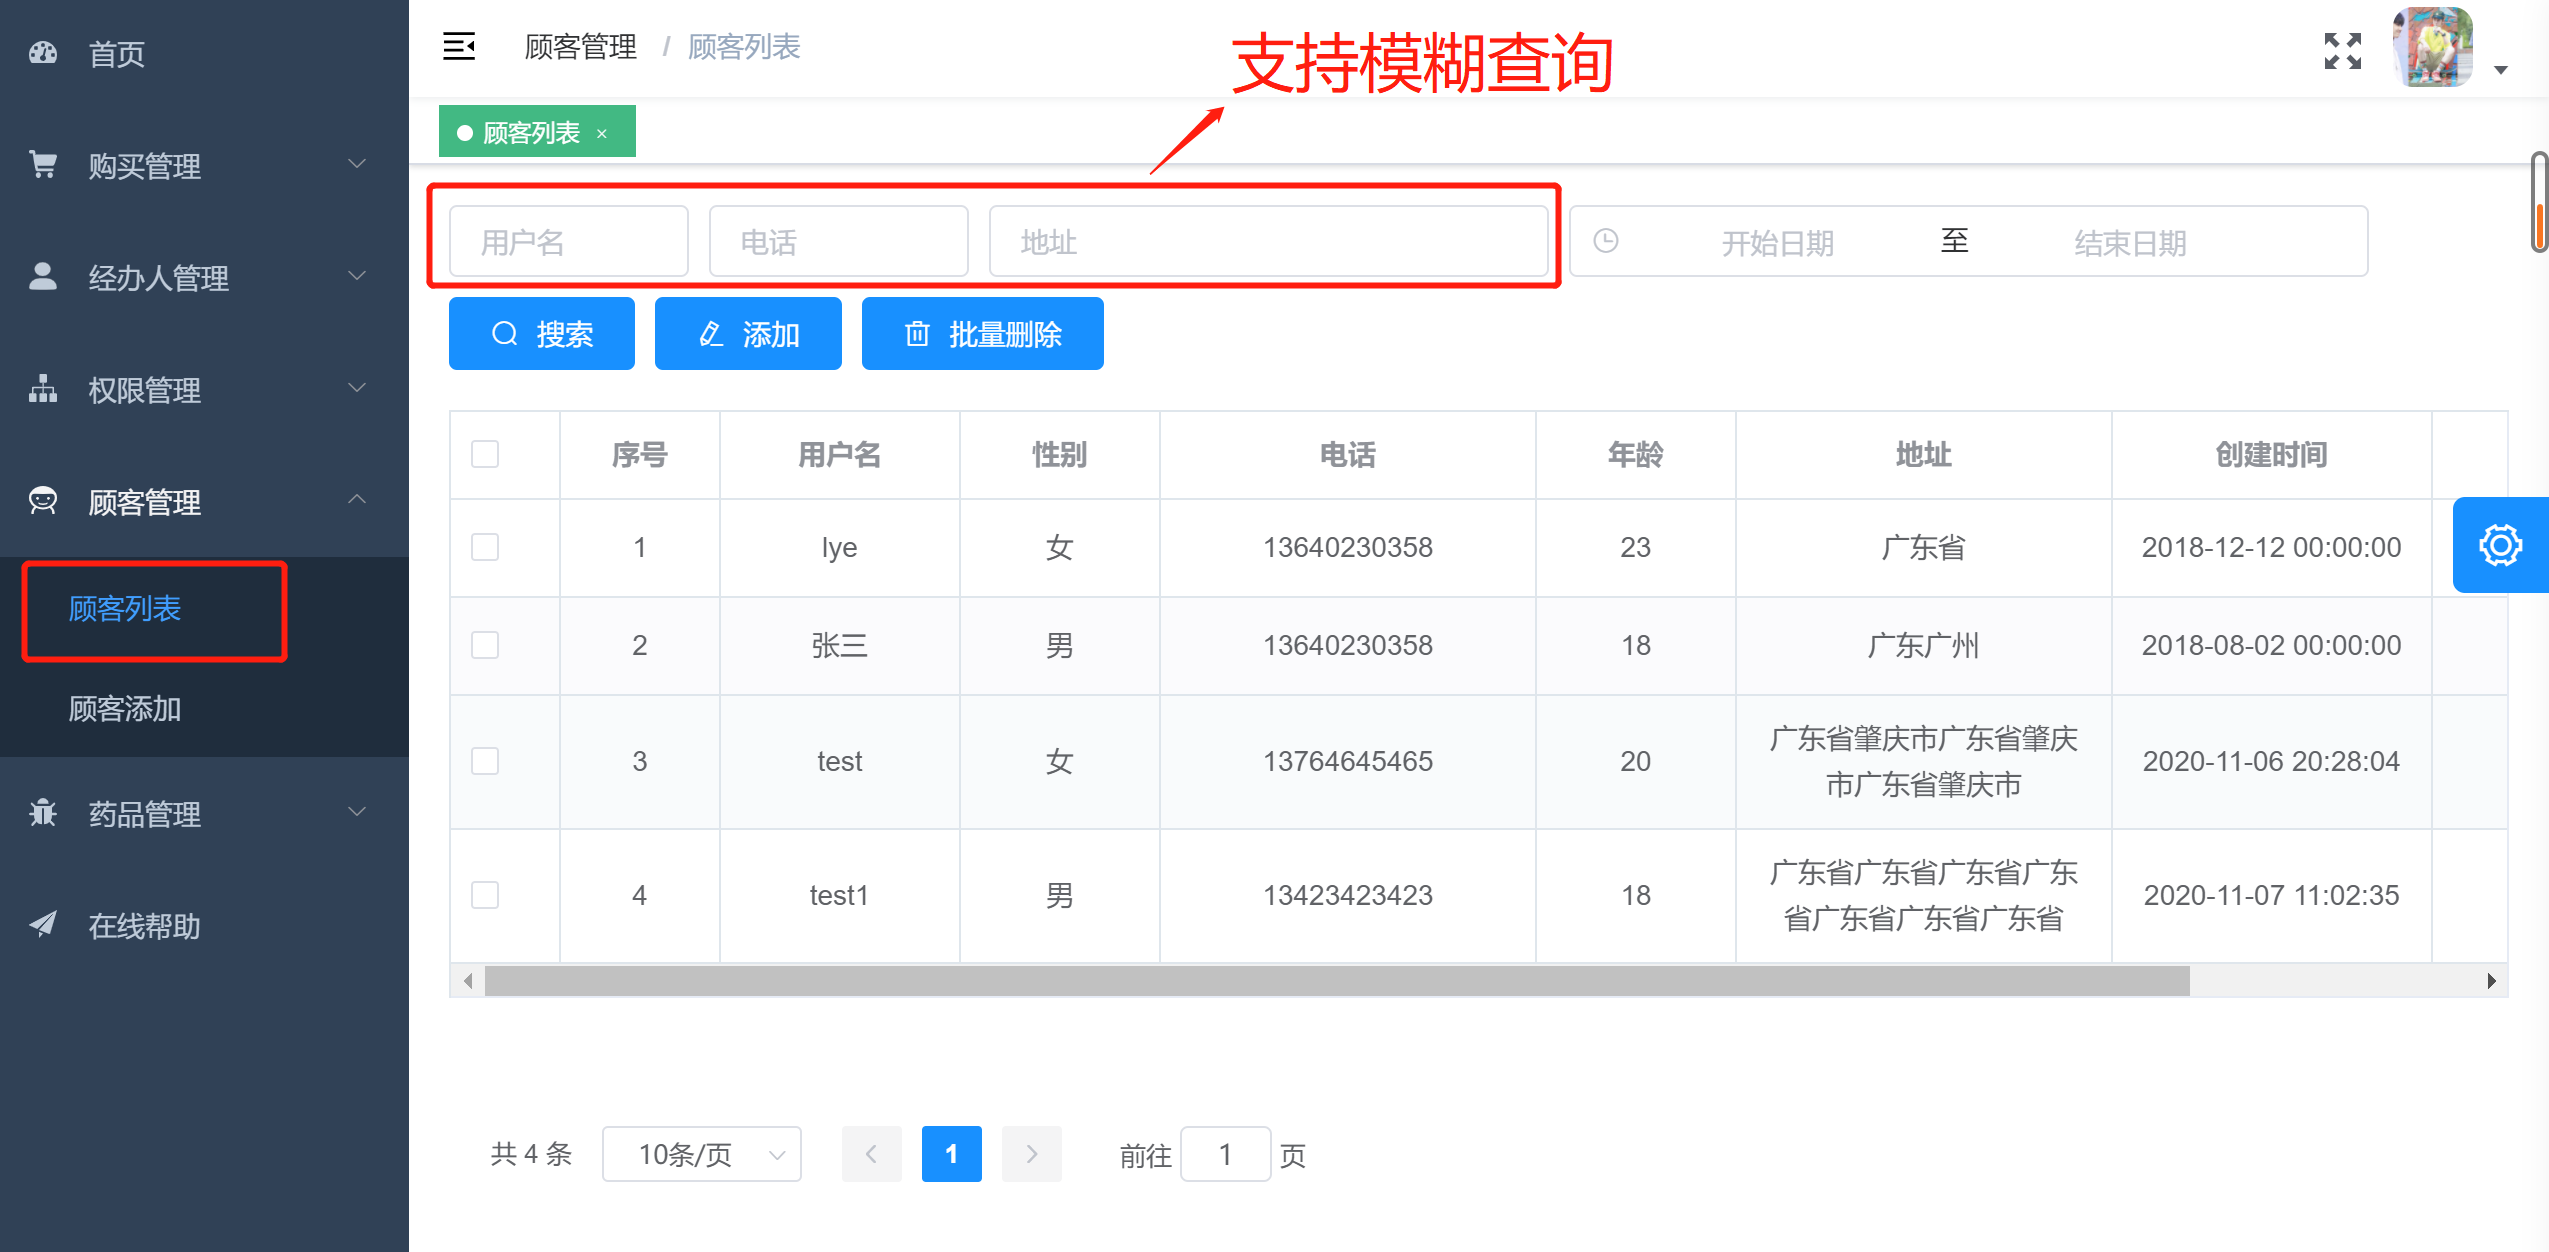 首页
购买管理
经办人管理
权限管理
顾客管理
顾客列表
顾客添加
药品管理
在线帮助
顾客管理 / 顾客列表
支持模糊查询
顾客列表 ×
用户名 电话 地址 开始日期 至 结束日期
搜索 添加 批量删除
序号 用户名 性别 电话 年龄 地址 创建时间
1 lye 女 13640230358 23 广东省 2018-12-12 00:00:00
2 张三 男 13640230358 18 广东广州 2018-08-02 00:00:00
3 test 女 13764645465 20 广东省肇庆市广东省肇庆 2020-11-06 20:28:04
市广东省肇庆市
4 test1 男 13423423423 18 广东省广东省广东省广东 2020-11-07 11:02:35
省广东省广东省广东省
共 4 条 10条/页 1 前往 1 页